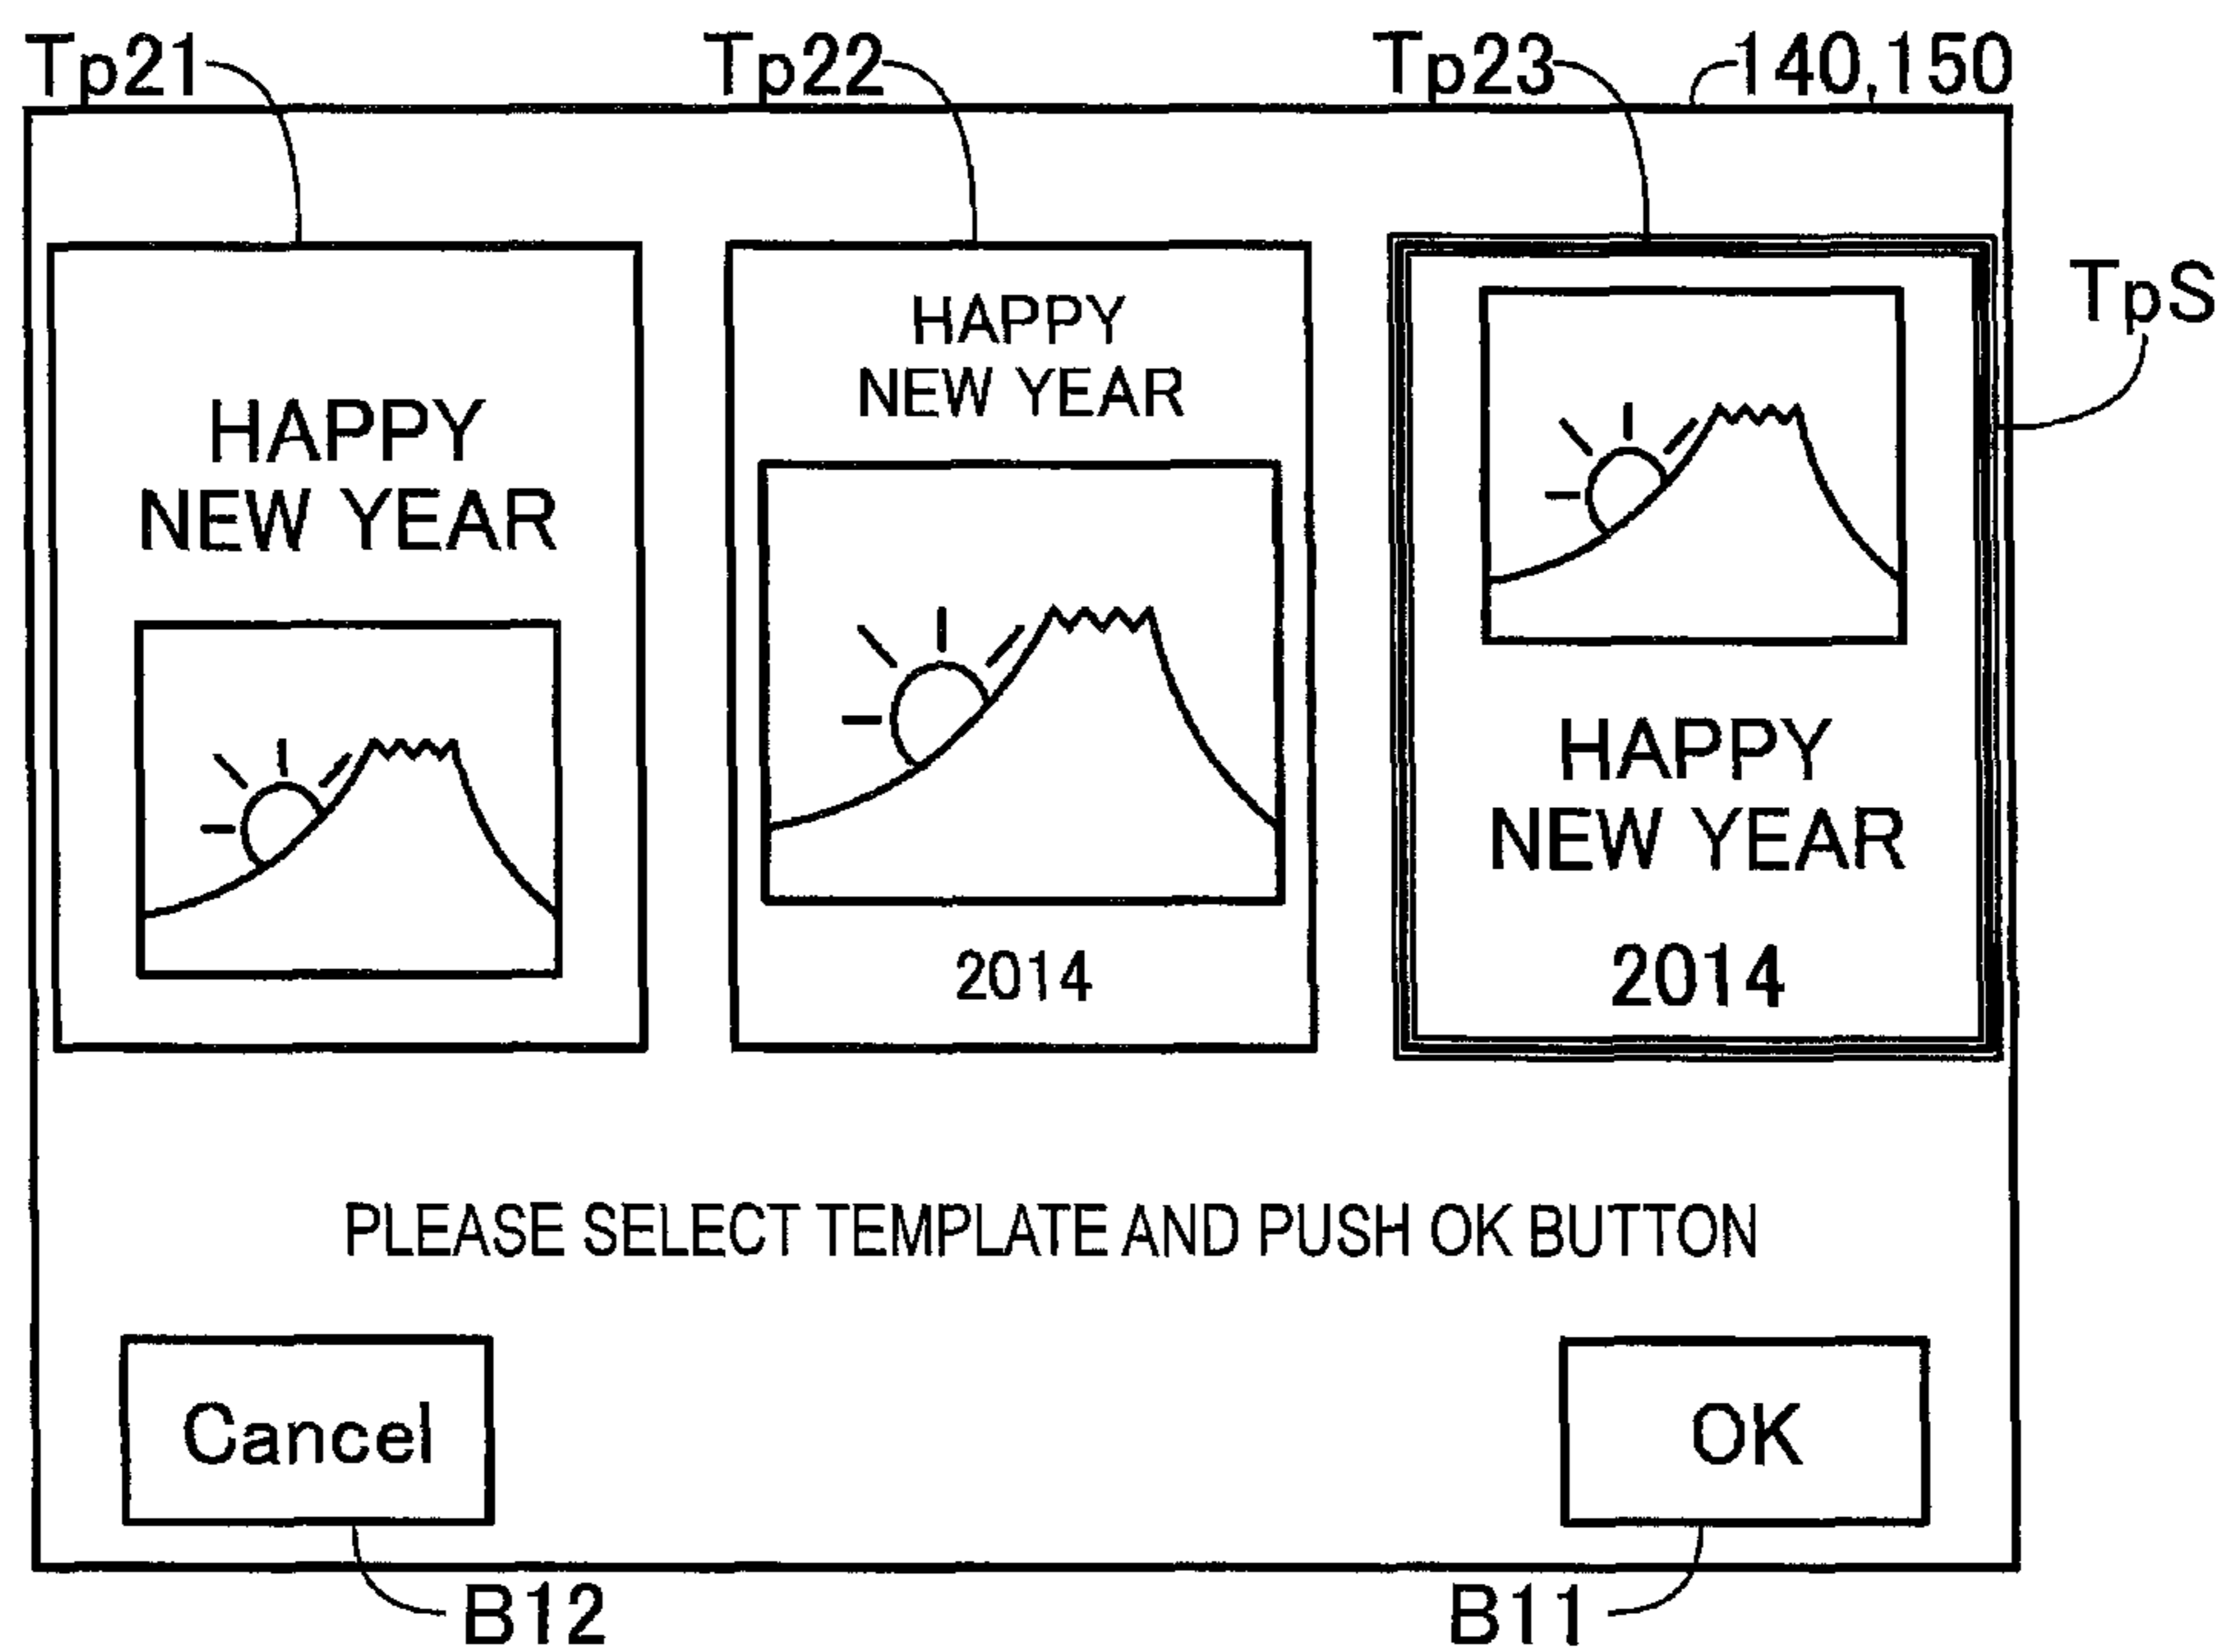 Tp21
Tp22
Tp23
140,150
TpS
HAPPY
NEW YEAR
HAPPY
NEW YEAR
2014
HAPPY
NEW YEAR
2014
PLEASE SELECT TEMPLATE AND PUSH OK BUTTON
Cancel
OK
B12
B11